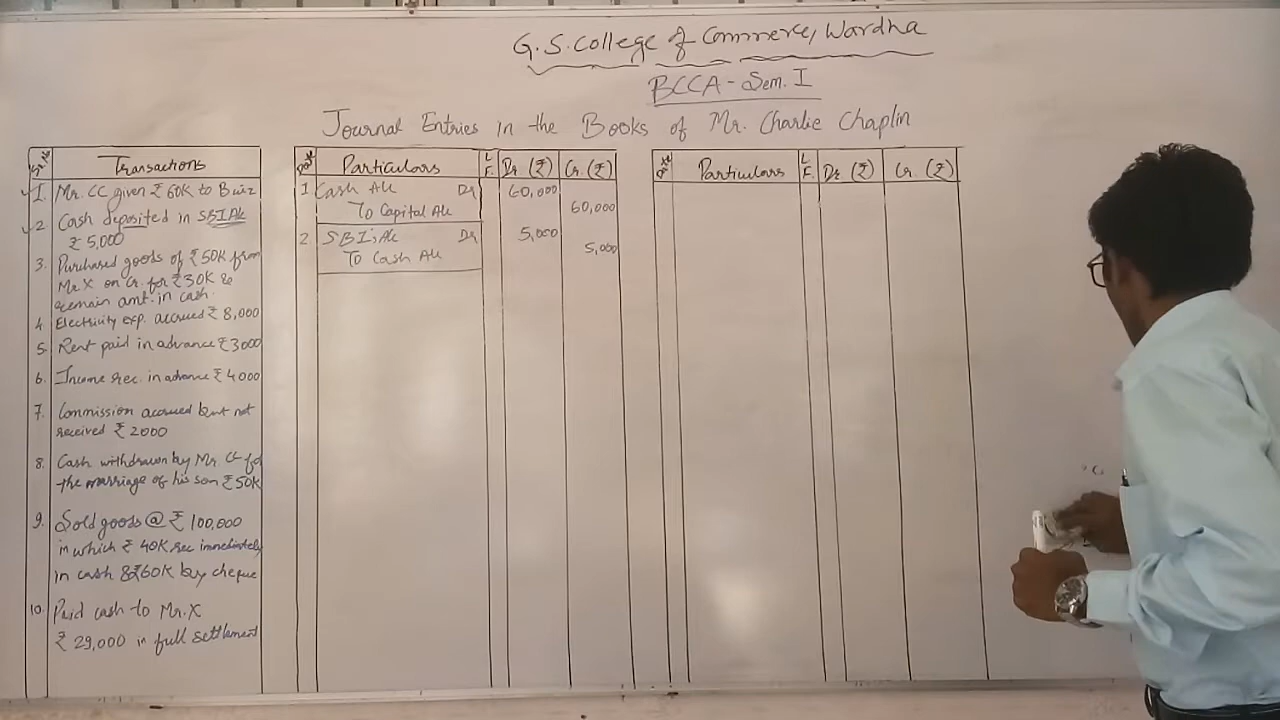 G.S. College of Commerce, Wardha
BCCA - Sem. I
Journal Entries in the Books of Mr. Charlie Chaplin
Sr. No Transactions
1. Mr. CC given ₹ 60K to Buiz
2 Cash deposited in SBI A/c
₹ 5,000
3. Purchased goods of ₹ 50K from
Mr. X on Cr. for ₹ 30K &
remain amt. in cash.
4 Electricity exp. accrued ₹ 8,000
5. Rent paid in advance ₹ 3000
6. Income rec. in advance ₹ 4000
7. Commission accrued but not
received ₹ 2000
8. Cash withdrawn by Mr. CC for
the marriage of his son ₹ 50K
9. Sold goods @ ₹ 100,000
in which ₹ 40K rec immediately
in cash & ₹ 60K by cheque
10. Paid cash to Mr. X
₹ 29,000 in full settlement
Date Particulars L.F. Dr. (₹) Cr. (₹)
1 Cash A/c Dr 60,000
To Capital A/c 60,000
2 SBI's A/c Dr 5,000
To Cash A/c 5,000
Date Particulars L.F. Dr (₹) Cr. (₹)